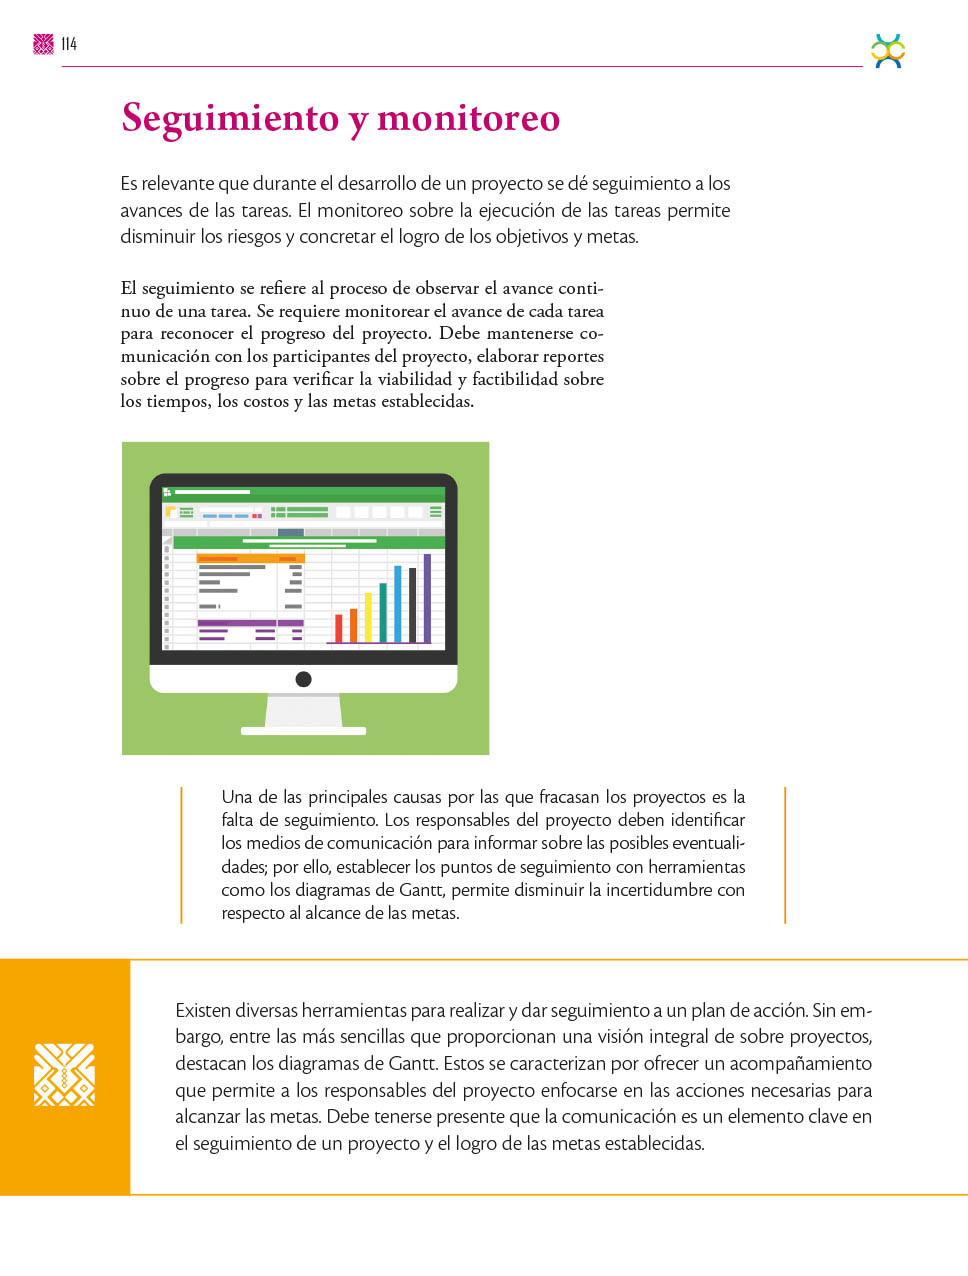 114
Seguimiento y monitoreo
Es relevante que durante el desarrollo de un proyecto se dé seguimiento a los
avances de las tareas. El monitoreo sobre la ejecución de las tareas permite
disminuir los riesgos y concretar el logro de los objetivos y metas.
El seguimiento se refiere al proceso de observar el avance conti-
nuo de una tarea. Se requiere monitorear el avance de cada tarea
para reconocer el progreso del proyecto. Debe mantenerse co-
municación con los participantes del proyecto, elaborar reportes
sobre el progreso para verificar la viabilidad y factibilidad sobre
los tiempos, los costos y las metas establecidas.
Una de las principales causas por las que fracasan los proyectos es la
falta de seguimiento. Los responsables del proyecto deben identificar
los medios de comunicación para informar sobre las posibles eventuali-
dades; por ello, establecer los puntos de seguimiento con herramientas
como los diagramas de Gantt, permite disminuir la incertidumbre con
respecto al alcance de las metas.
Existen diversas herramientas para realizar y dar seguimiento a un plan de acción. Sin em-
bargo, entre las más sencillas que proporcionan una visión integral de sobre proyectos,
destacan los diagramas de Gantt. Estos se caracterizan por ofrecer un acompañamiento
que permite a los responsables del proyecto enfocarse en las acciones necesarias para
alcanzar las metas. Debe tenerse presente que la comunicación es un elemento clave en
el seguimiento de un proyecto y el logro de las metas establecidas.